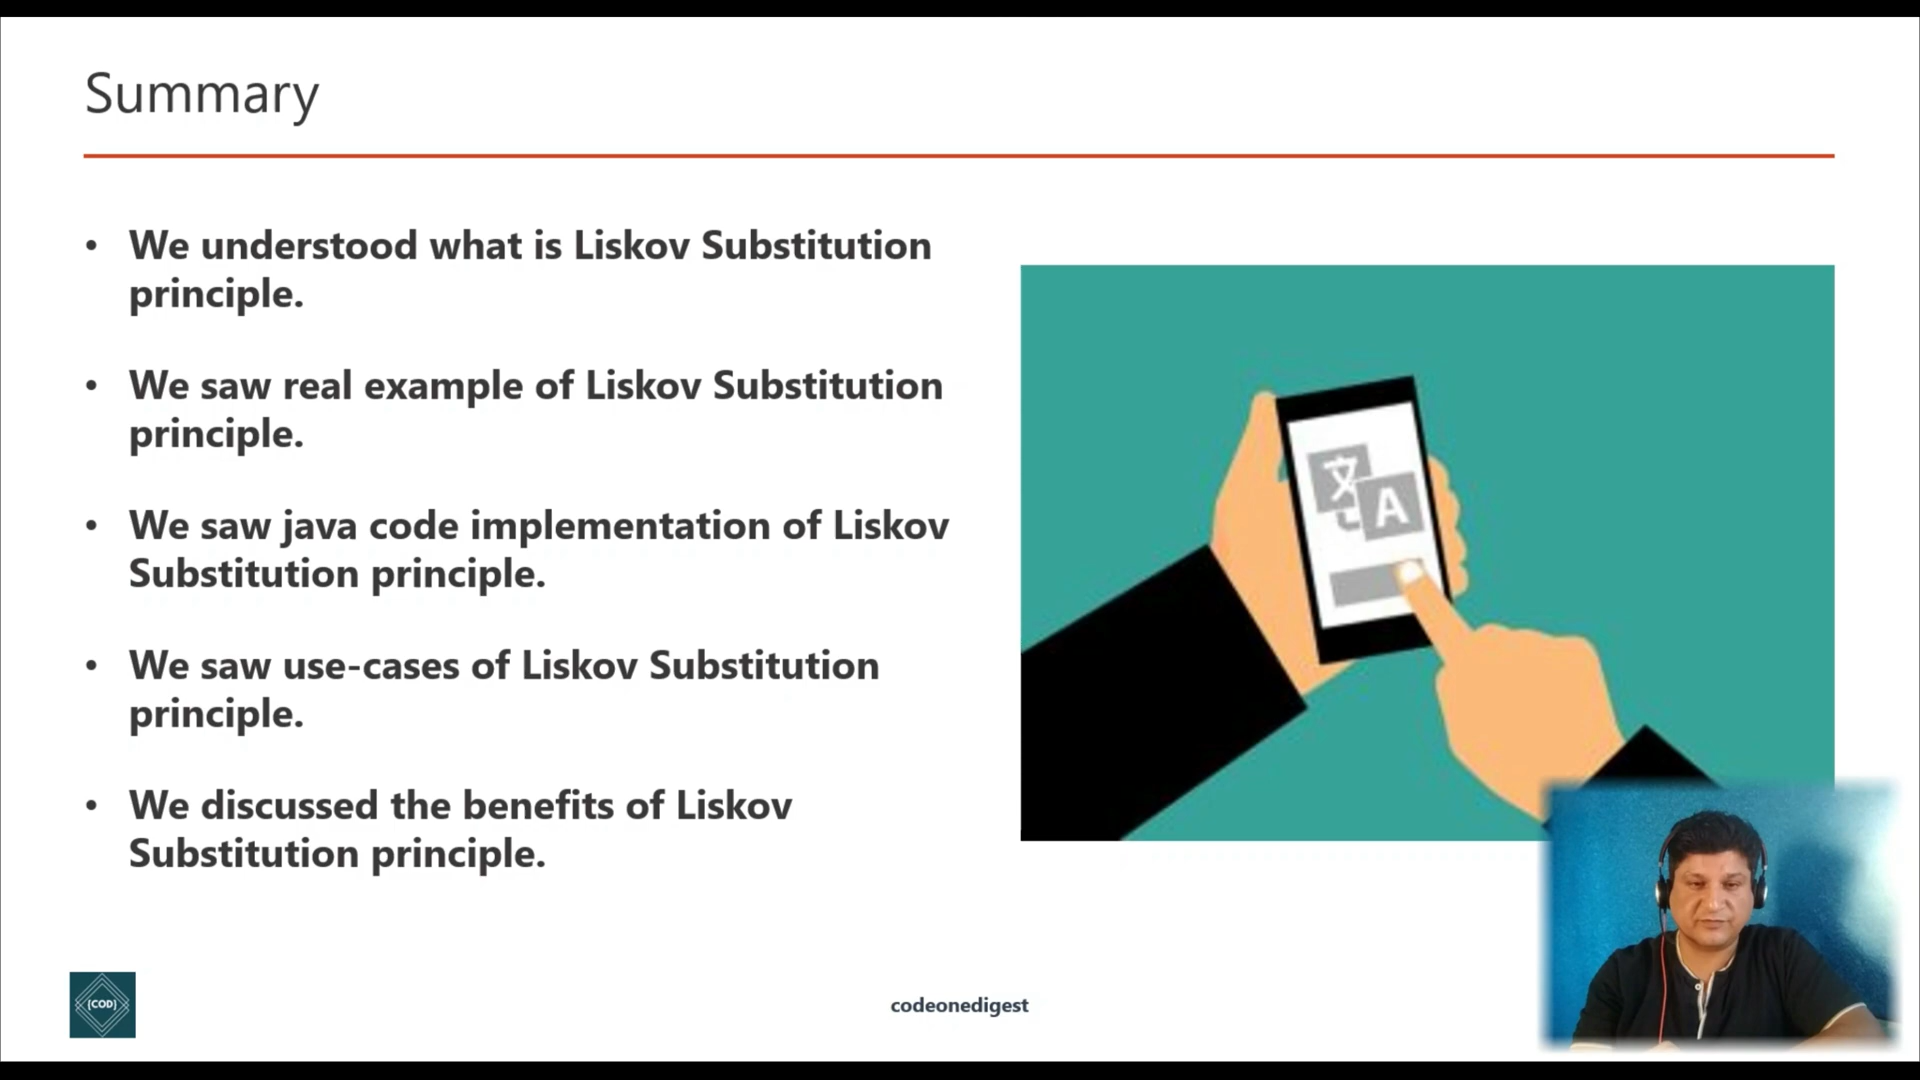 Summary
• We understood what is Liskov Substitution
principle.
• We saw real example of Liskov Substitution
principle.
• We saw java code implementation of Liskov
Substitution principle.
• We saw use-cases of Liskov Substitution
principle.
• We discussed the benefits of Liskov
Substitution principle.
文
A
{COD}
codeonedigest